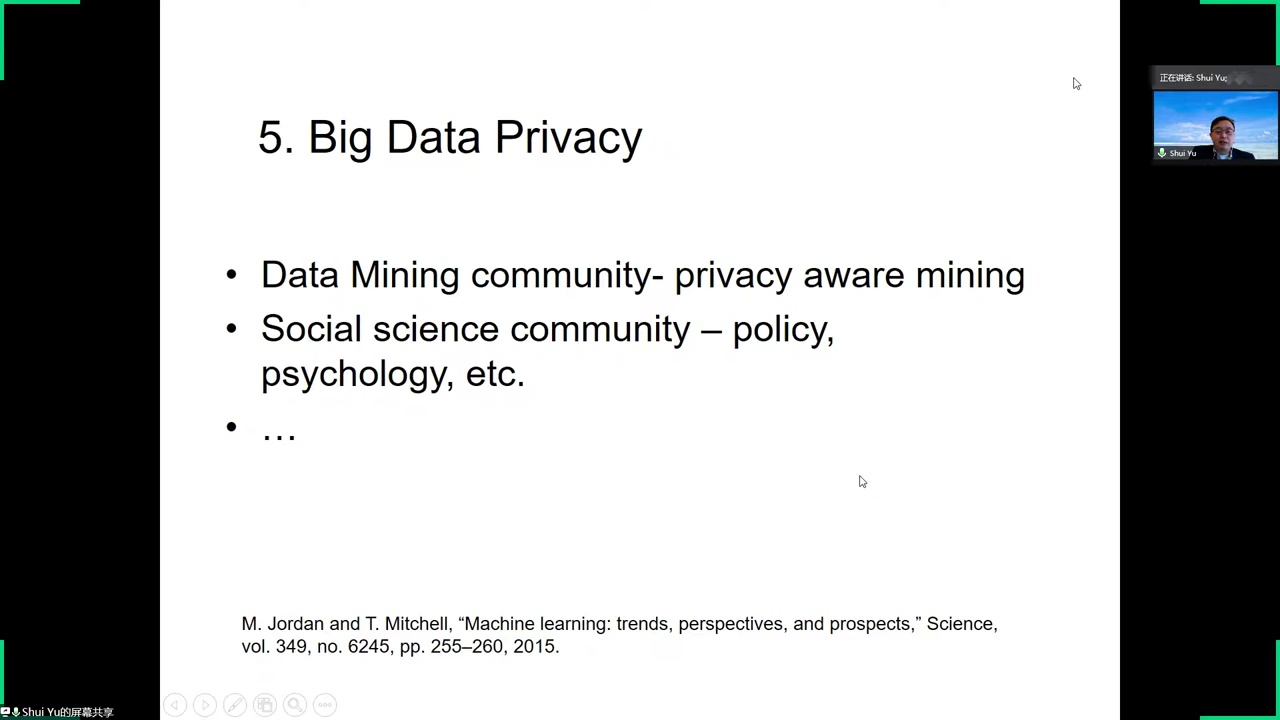 5. Big Data Privacy
正在讲话: Shui Yu;
Shui Yu
• Data Mining community- privacy aware mining
• Social science community – policy,
psychology, etc.
• …
M. Jordan and T. Mitchell, “Machine learning: trends, perspectives, and prospects,” Science,
vol. 349, no. 6245, pp. 255–260, 2015.
Shui Yu的屏幕共享